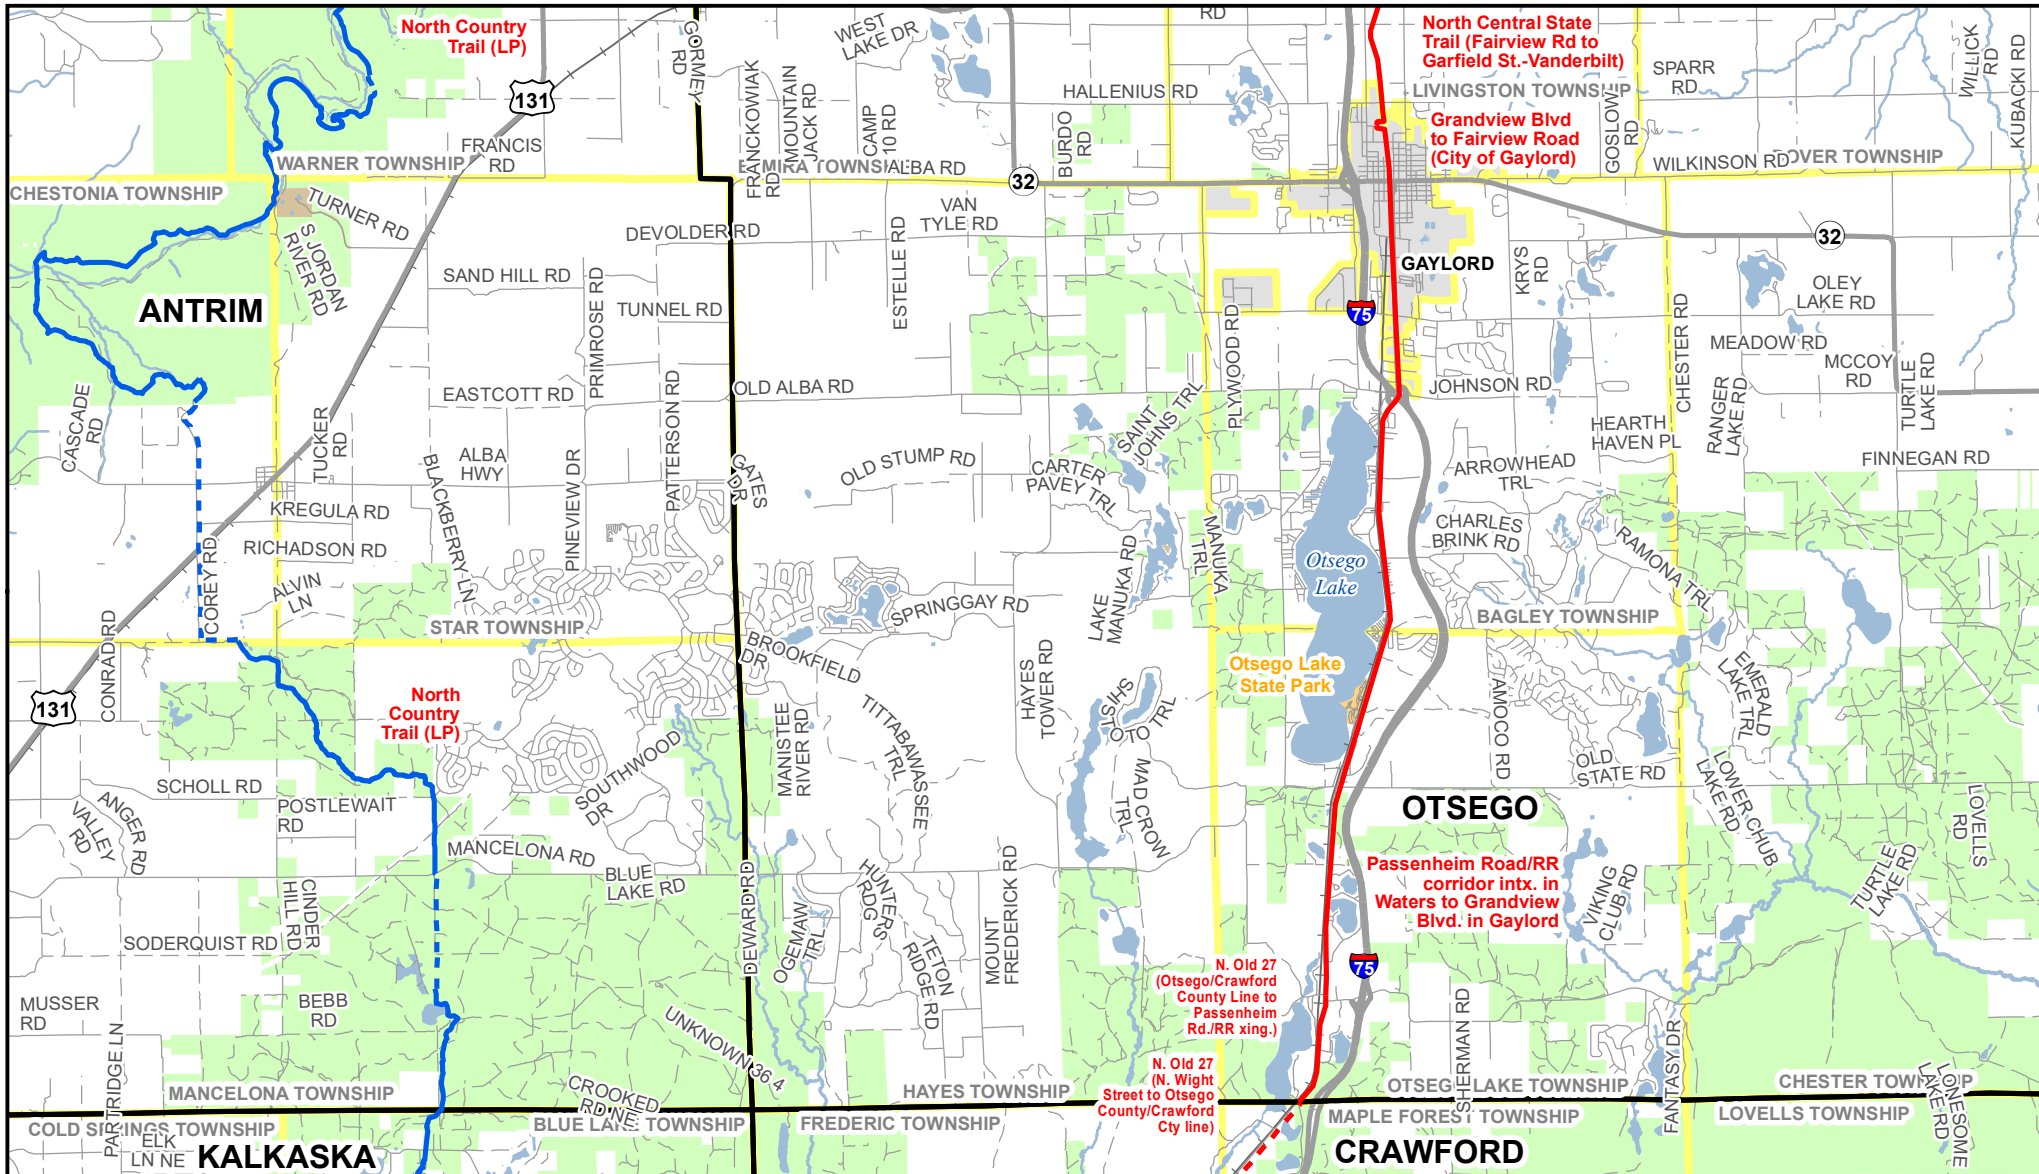 North Country
Trail (LP)
131
GORMEY
RD
WEST
LAKE DR
RD
North Central State
Trail (Fairview Rd to
Garfield St.-Vanderbilt)
LIVINGSTON TOWNSHIP
SPARR
RD
WILLICK
RD
KUBACKI RD
FRANCKOWIAK
RD
MOUNTAIN
JACK RD
CAMP
10 RD
HALLENIUS RD
BURDO
RD
Grandview Blvd
to Fairview Road
(City of Gaylord)
GOSLOW
RD
WILKINSON RD
DOVER TOWNSHIP
WARNER TOWNSHIP
FRANCIS
RD
ELMIRA TOWNSHIP
ALBA RD
32
CHESTONIA TOWNSHIP
TURNER RD
S JORDAN
RIVER RD
DEVOLDER RD
ESTELLE RD
VAN
TYLE RD
GAYLORD
KRYS
RD
32
OLEY
LAKE RD
ANTRIM
SAND HILL RD
PRIMROSE RD
TUNNEL RD
75
PLYWOOD RD
CHESTER RD
MEADOW RD
MCCOY
RD
TURTLE
LAKE RD
CASCADE
RD
TUCKER
RD
EASTCOTT RD
PATTERSON RD
OLD ALBA RD
SAINT
JOHNS TRL
JOHNSON RD
RANGER
LAKE RD
HEARTH
HAVEN PL
ALBA
HWY
BLACKBERRY LN
PINEVIEW DR
GATES
DR
OLD STUMP RD
CARTER
PAVEY TRL
ARROWHEAD
TRL
FINNEGAN RD
KREGULA RD
RICHADSON RD
COREY RD
ALVIN
LN
MANUKA
TRL
LAKE
MANUKA RD
Otsego
Lake
CHARLES
BRINK RD
RAMONA TRL
STAR TOWNSHIP
SPRINGGAY RD
BAGLEY TOWNSHIP
CONRAD RD
131
North
Country
Trail (LP)
BROOKFIELD
DR
HAYES
TOWER RD
Otsego Lake
State Park
EMERALD
LAKE TRL
MANISTEE
RIVER RD
TITTABAWASSEE
TRL
SHISTO
OTO TRL
AMOCO RD
OLD
STATE RD
LOWER CHUB
LAKE RD
SCHOLL RD
ANGER RD
VALLEY
RD
POSTLEWAIT
RD
SOUTHWOOD
DR
MAD CROW
TRL
OTSEGO
LOVELLS
RD
MANCELONA RD
BLUE
LAKE RD
CINDER
HILL RD
DEWARD RD
OGEMAW
TRL
HUNTERS
RDG
MOUNT
FREDERICK RD
Passenheim Road/RR
corridor intx. in
Waters to Grandview
Blvd. in Gaylord
VIKING
CLUB RD
TURTLE
LAKE RD
SODERQUIST RD
TETON
RIDGE RD
75
N. Old 27
(Otsego/Crawford
County Line to
Passenheim
Rd./RR xing.)
MUSSER
RD
BEBB
RD
PARTRIDGE LN
UNKNOWN 36 4
SHERMAN RD
FANTASY DR
N. Old 27
(N. Wight
Street to Otsego
County/Crawford
Cty line)
MANCELONA TOWNSHIP
CROOKED
RD NE
HAYES TOWNSHIP
OTSEGO LAKE TOWNSHIP
CHESTER TOWNSHIP
LONESOME
LAKE RD
COLD SPRINGS TOWNSHIP
ELK
LN NE
KALKASKA
BLUE LAKE TOWNSHIP
FREDERIC TOWNSHIP
MAPLE FOREST TOWNSHIP
LOVELLS TOWNSHIP
CRAWFORD